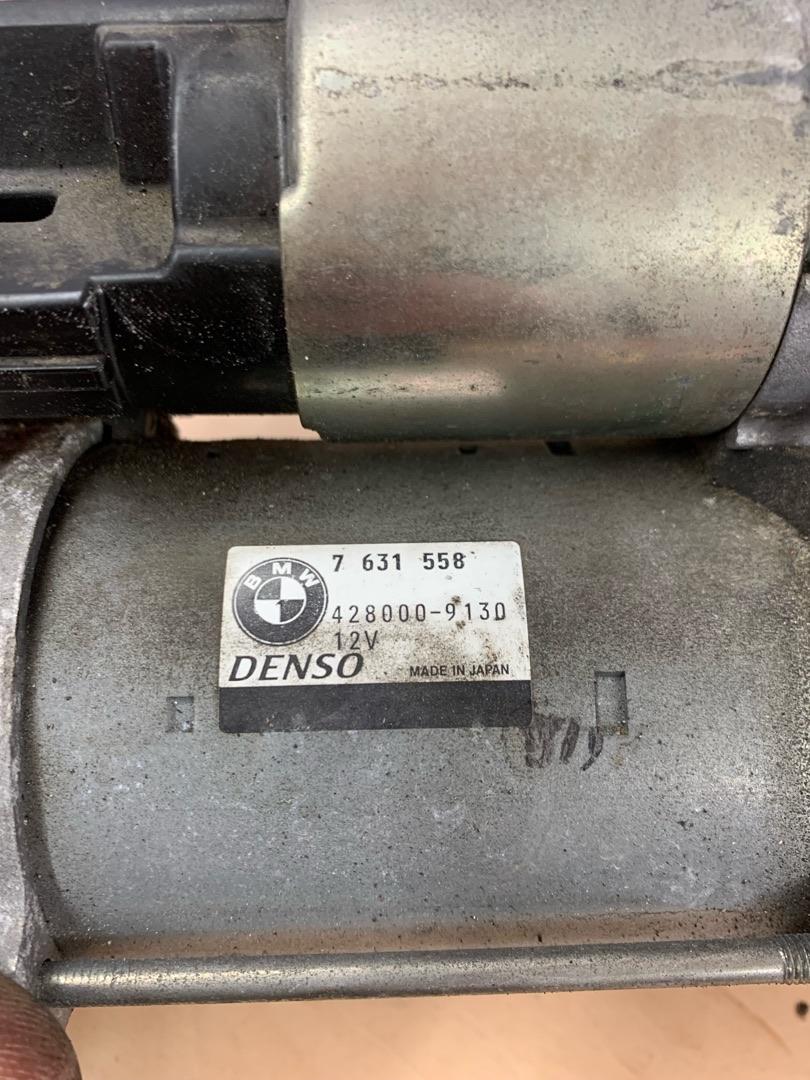 BMW
7 631 558
428000-9130
12V
DENSO MADE IN JAPAN